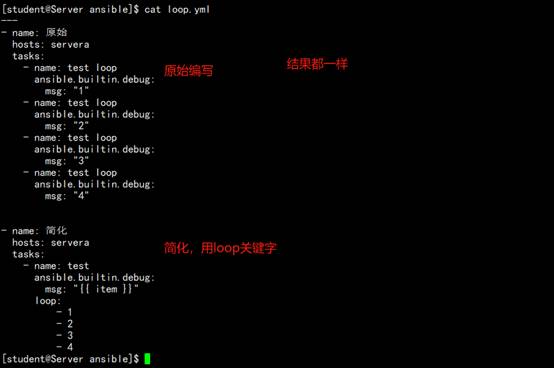 [student@Server ansible]$ cat loop.yml
---
- name: 原始
  hosts: servera
  tasks:
    - name: test loop
      ansible.builtin.debug:
        msg: "1"
    - name: test loop
      ansible.builtin.debug:
        msg: "2"
    - name: test loop
      ansible.builtin.debug:
        msg: "3"
    - name: test loop
      ansible.builtin.debug:
        msg: "4"
原始编写
结果都一样
- name: 简化
  hosts: servera
  tasks:
    - name: test
      ansible.builtin.debug:
        msg: "{{ item }}"
      loop:
          - 1
          - 2
          - 3
          - 4
简化，用loop关键字
[student@Server ansible]$